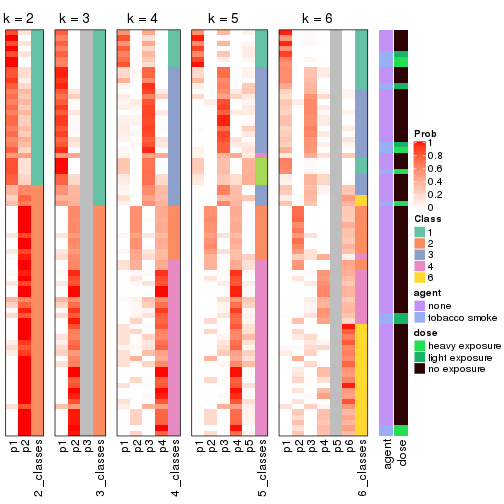 k = 2 k = 3 k = 4 k = 5 k = 6
Prob
1
0.8
0.6
0.4
0.2
0
Class
1
2
3
4
6
agent
none
tobacco smoke
dose
heavy exposure
light exposure
no exposure
p1 p2 2_classes p1 p2 p3 3_classes p1 p2 p3 p4 4_classes p1 p2 p3 p4 p5 5_classes p1 p2 p3 p4 p5 p6 6_classes agent dose